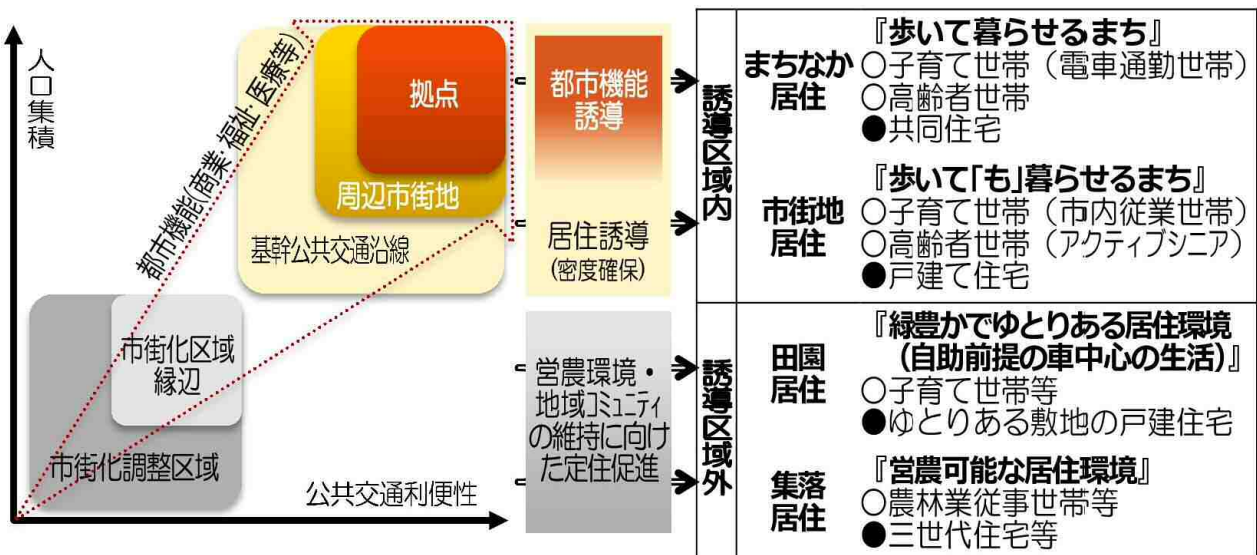 人口集積
都市機能(商業・福祉・医療等)
拠点
周辺市街地
基幹公共交通沿線
市街化区域
縁辺
市街化調整区域
公共交通利便性
都市機能
誘導
居住誘導
(密度確保)
営農環境・
地域コミュニティ
の維持に向け
た定住促進
誘導区域内
まちなか
居住
『歩いて暮らせるまち』
○子育て世帯(電車通勤世帯)
○高齢者世帯
●共同住宅
市街地
居住
『歩いて「も」暮らせるまち』
○子育て世帯(市内従業世帯)
○高齢者世帯(アクティブシニア)
●戸建て住宅
誘導区域外
田園
居住
『緑豊かでゆとりある居住環境
(自助前提の車中心の生活)』
○子育て世帯等
●ゆとりある敷地の戸建住宅
集落
居住
『営農可能な居住環境』
○農林業従事世帯等
●三世代住宅等